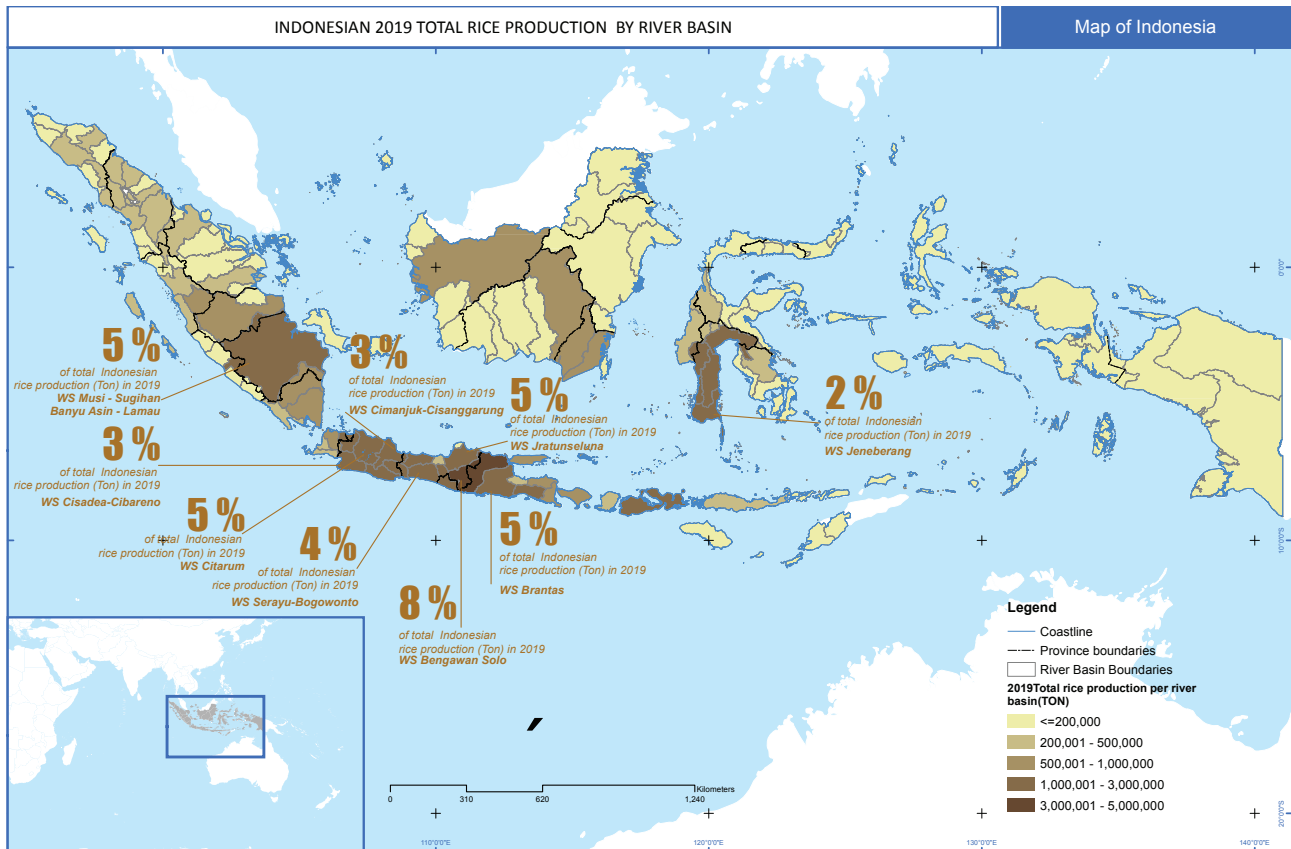 INDONESIAN 2019 TOTAL RICE PRODUCTION BY RIVER BASIN
Map of Indonesia
5 %
of total Indonesian
rice production (Ton) in 2019
WS Musi - Sugihan
Banyu Asin - Lamau
3 %
of total Indonesian
rice production (Ton) in 2019
WS Cimanjuk-Cisanggarung
5 %
of total Indonesian
rice production (Ton) in 2019
WS Jratunseluna
2 %
of total Indonesian
rice production (Ton) in 2019
WS Jeneberang
3 %
of total Indonesian
rice production (Ton) in 2019
WS Cisadea-Cibareno
5 %
of total Indonesian
rice production (Ton) in 2019
WS Citarum
4 %
of total Indonesian
rice production (Ton) in 2019
WS Serayu-Bogowonto
8 %
of total Indonesian
rice production (Ton) in 2019
WS Bengawan Solo
5 %
of total Indonesian
rice production (Ton) in 2019
WS Brantas
Legend
Coastline
Province boundaries
River Basin Boundaries
2019Total rice production per river
basin(TON)
<=200,000
200,001 - 500,000
500,001 - 1,000,000
1,000,001 - 3,000,000
3,000,001 - 5,000,000
Kilometers
0 310 620 1,240
0°0'0"
10°0'0"S
20°0'0"S
110°0'0"E 120°0'0"E 130°0'0"E 140°0'0"E